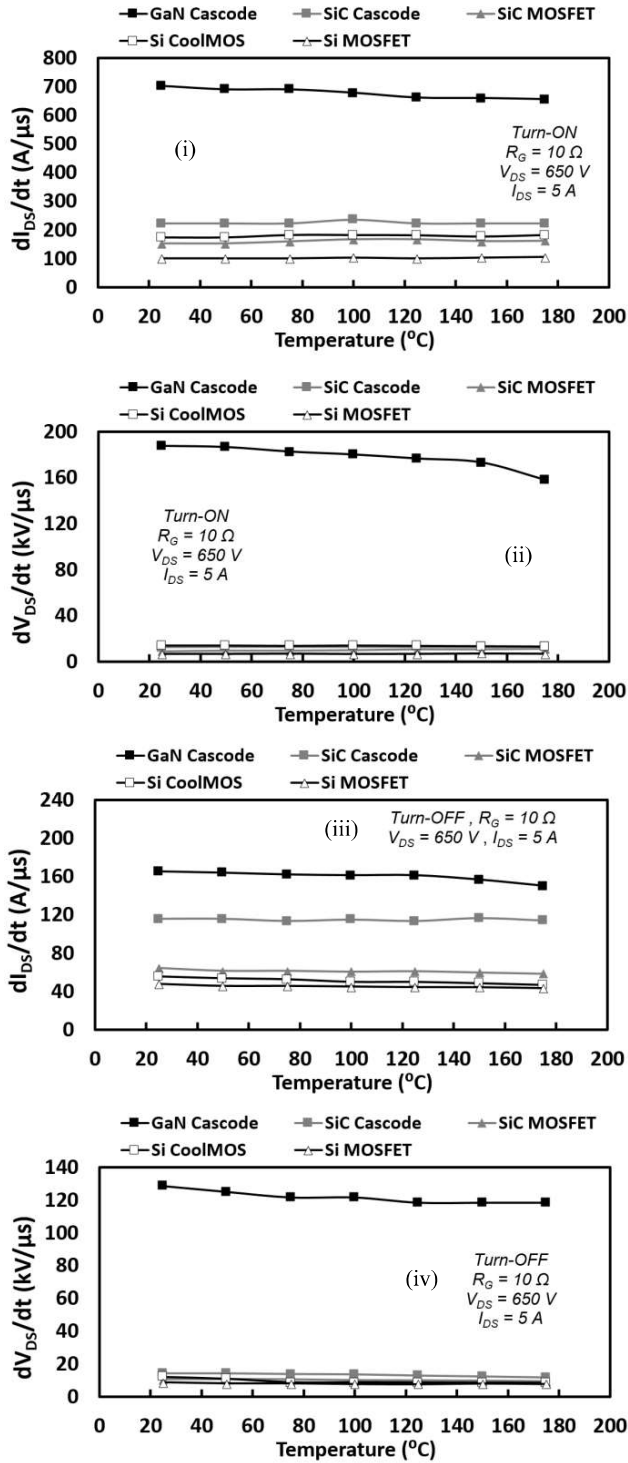 GaN Cascode SiC Cascode SiC MOSFET
Si CoolMOS Si MOSFET
dI_DS/dt (A/µs)
800
700
600
500
400
300
200
100
0
(i)
Turn-ON
R_G = 10 Ω
V_DS = 650 V
I_DS = 5 A
0 20 40 60 80 100 120 140 160 180 200
Temperature (⁰C)
GaN Cascode SiC Cascode SiC MOSFET
Si CoolMOS Si MOSFET
dV_DS/dt (kV/µs)
200
160
120
80
40
0
Turn-ON
R_G = 10 Ω
V_DS = 650 V
I_DS = 5 A
(ii)
0 20 40 60 80 100 120 140 160 180 200
Temperature (⁰C)
GaN Cascode SiC Cascode SiC MOSFET
Si CoolMOS Si MOSFET
dI_DS/dt (A/µs)
240
200
160
120
80
40
0
(iii)
Turn-OFF , R_G = 10 Ω
V_DS = 650 V , I_DS = 5 A
0 20 40 60 80 100 120 140 160 180 200
Temperature (⁰C)
GaN Cascode SiC Cascode SiC MOSFET
Si CoolMOS Si MOSFET
dV_DS/dt (kV/µs)
140
120
100
80
60
40
20
0
(iv)
Turn-OFF
R_G = 10 Ω
V_DS = 650 V
I_DS = 5 A
0 20 40 60 80 100 120 140 160 180 200
Temperature (⁰C)